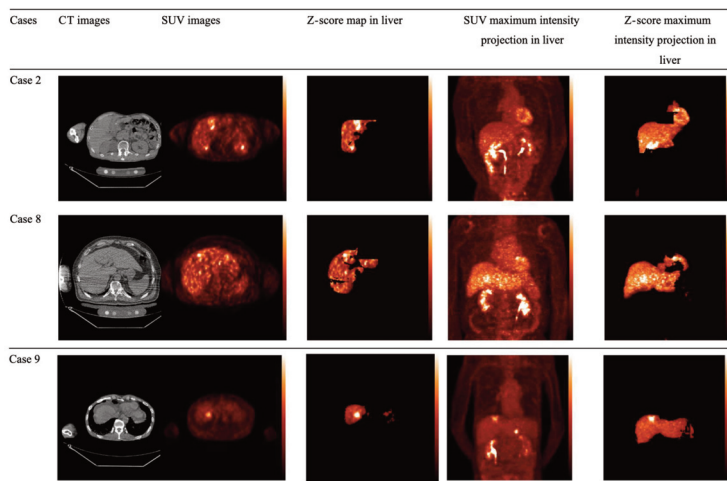 Cases CT images SUV images Z-score map in liver SUV maximum intensity projection in liver Z-score maximum intensity projection in liver
Case 2
Case 8
Case 9